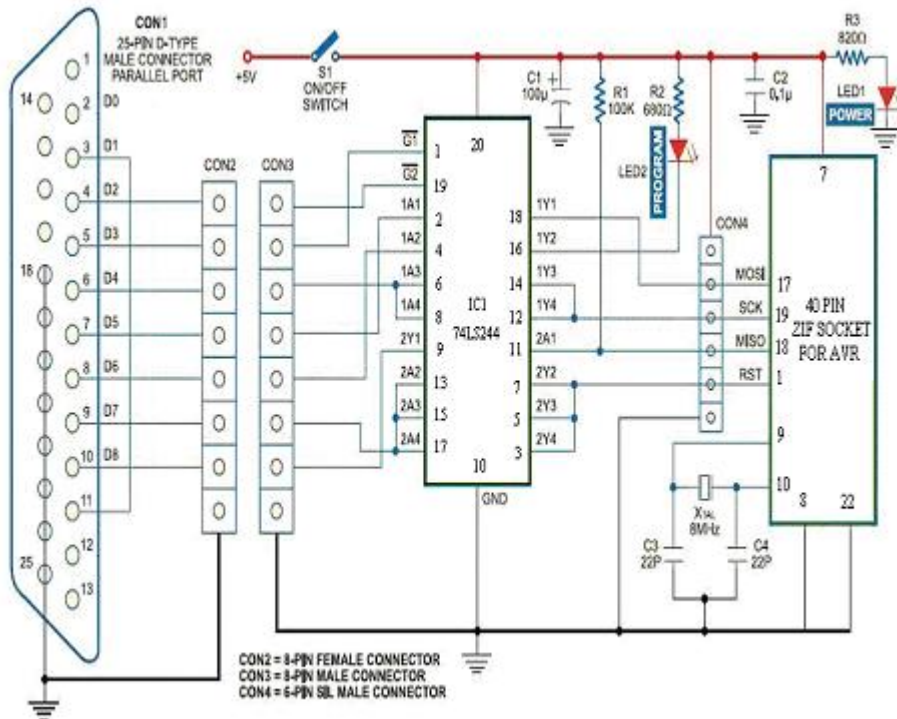 CON1
25-PIN D-TYPE
MALE CONNECTOR
PARALLEL PORT
1
14
2
D0
3
D1
4
D2
5
D3
18
6
D4
7
D5
8
D6
9
D7
10
D8
11
25
12
13
+5V
S1
ON/OFF
SWITCH
C1
100µ
R1
100K
R2
680Ω
C2
0.1µ
R3
820Ω
LED1
POWER
LED2
PROGRAM
CON2
CON3
CON4
G1
1
G2
19
1A1
2
1A2
4
1A3
6
1A4
8
2Y1
9
2A2
13
2A3
15
2A4
17
20
IC1
74LS244
10
GND
18
1Y1
16
1Y2
14
1Y3
12
1Y4
11
2A1
7
2Y2
5
2Y3
3
2Y4
MOSI
17
SCK
19
MISO
18
RST
1
7
40 PIN
ZIF SOCKET
FOR AVR
9
10
8
22
XTAL
8MHz
C3
22P
C4
22P
CON2 = 8-PIN FEMALE CONNECTOR
CON3 = 8-PIN MALE CONNECTOR
CON4 = 6-PIN SIL MALE CONNECTOR